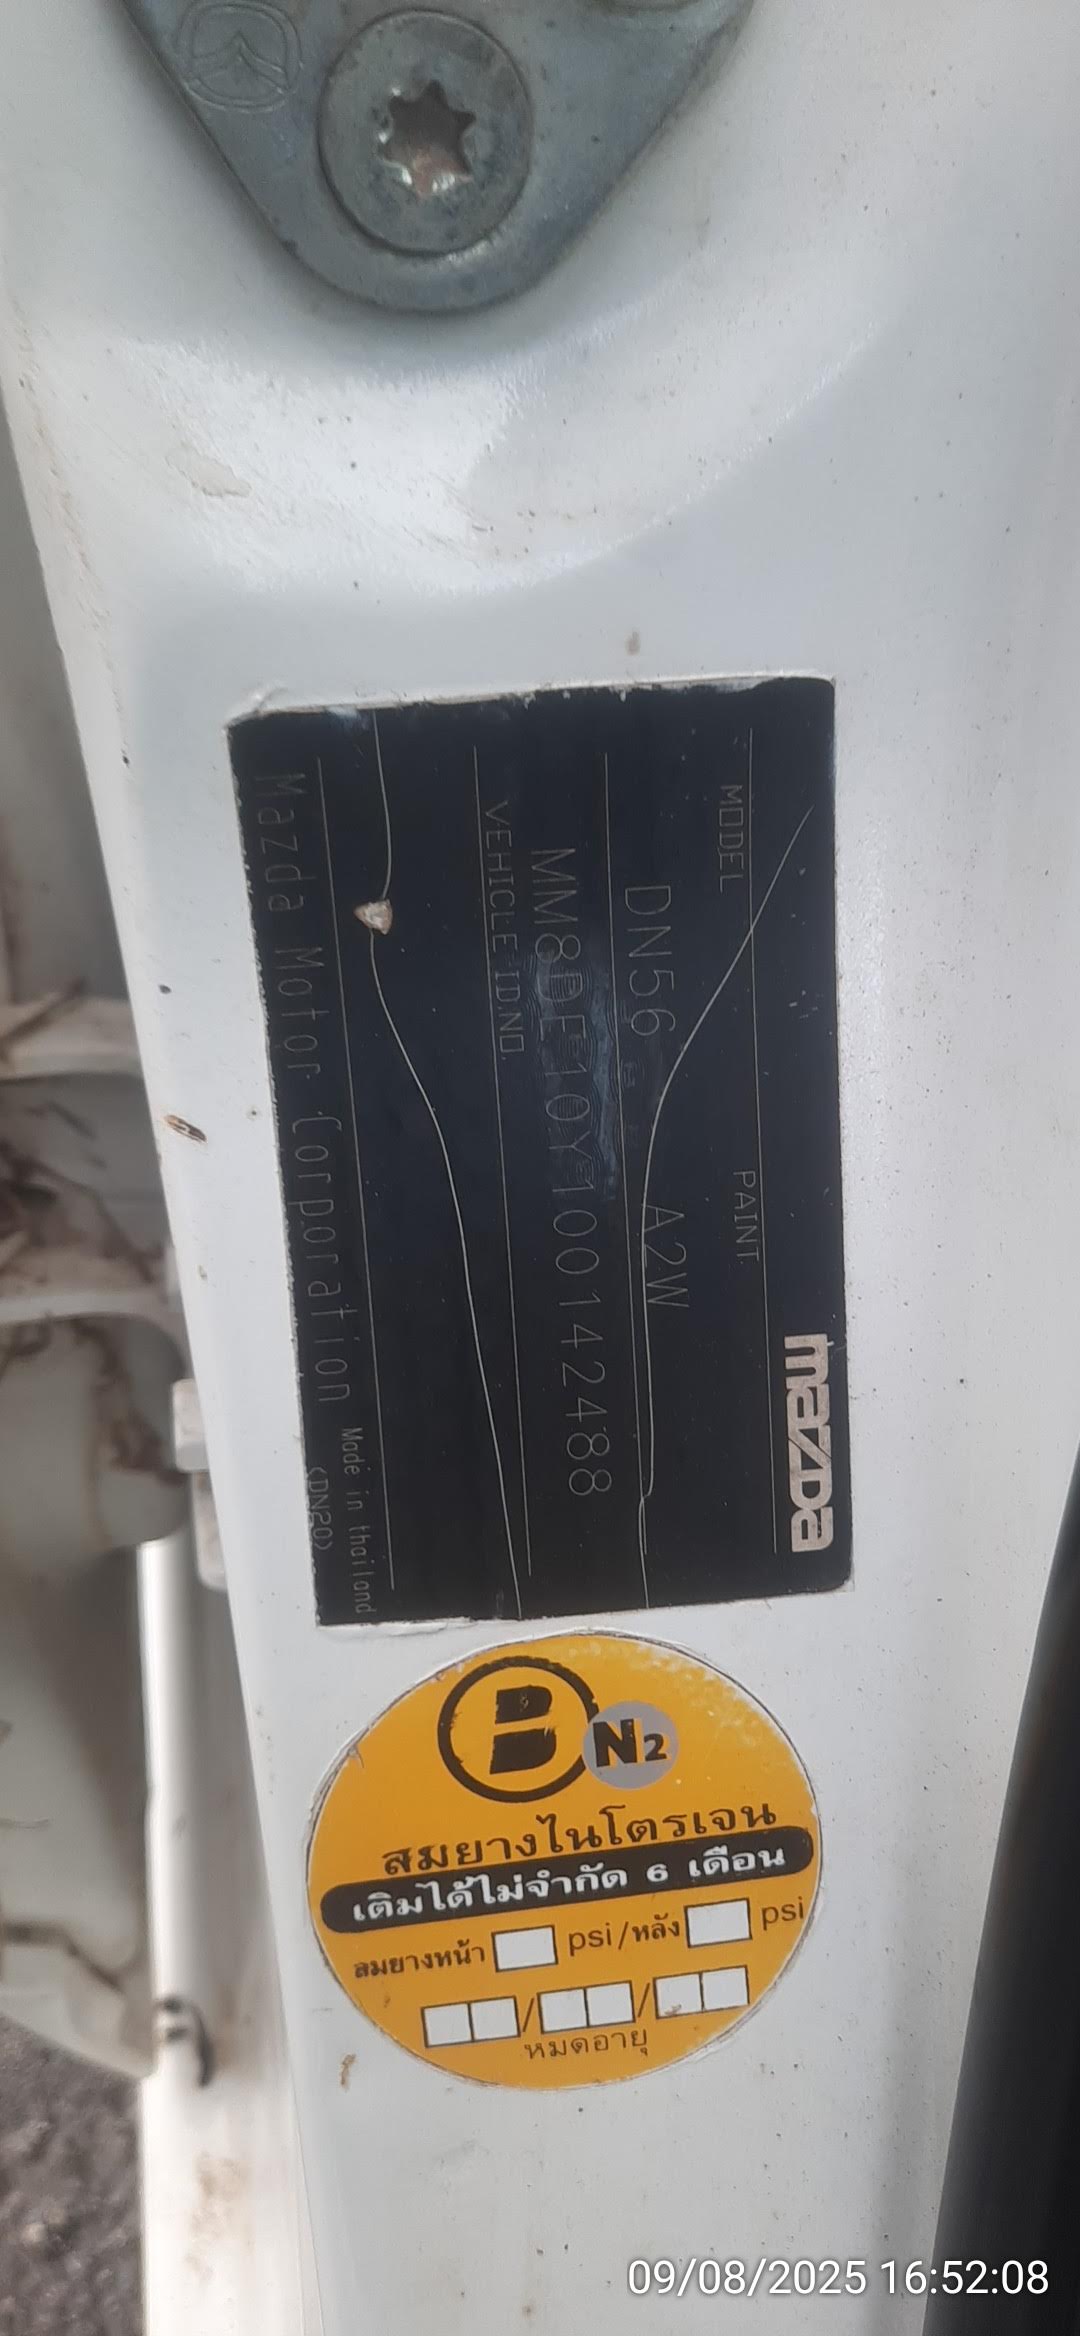 mazda
MODEL PAINT
DN56 A2W
MM8DE10Y100142488
VEHICLE ID.NO.
Mazda Motor Corporation Made in thailand
<DN20>
B N2
ลมยางไนโตรเจน
เติมได้ไม่จำกัด 6 เดือน
ลมยางหน้า psi/หลัง psi
/ /
หมดอายุ
09/08/2025 16:52:08